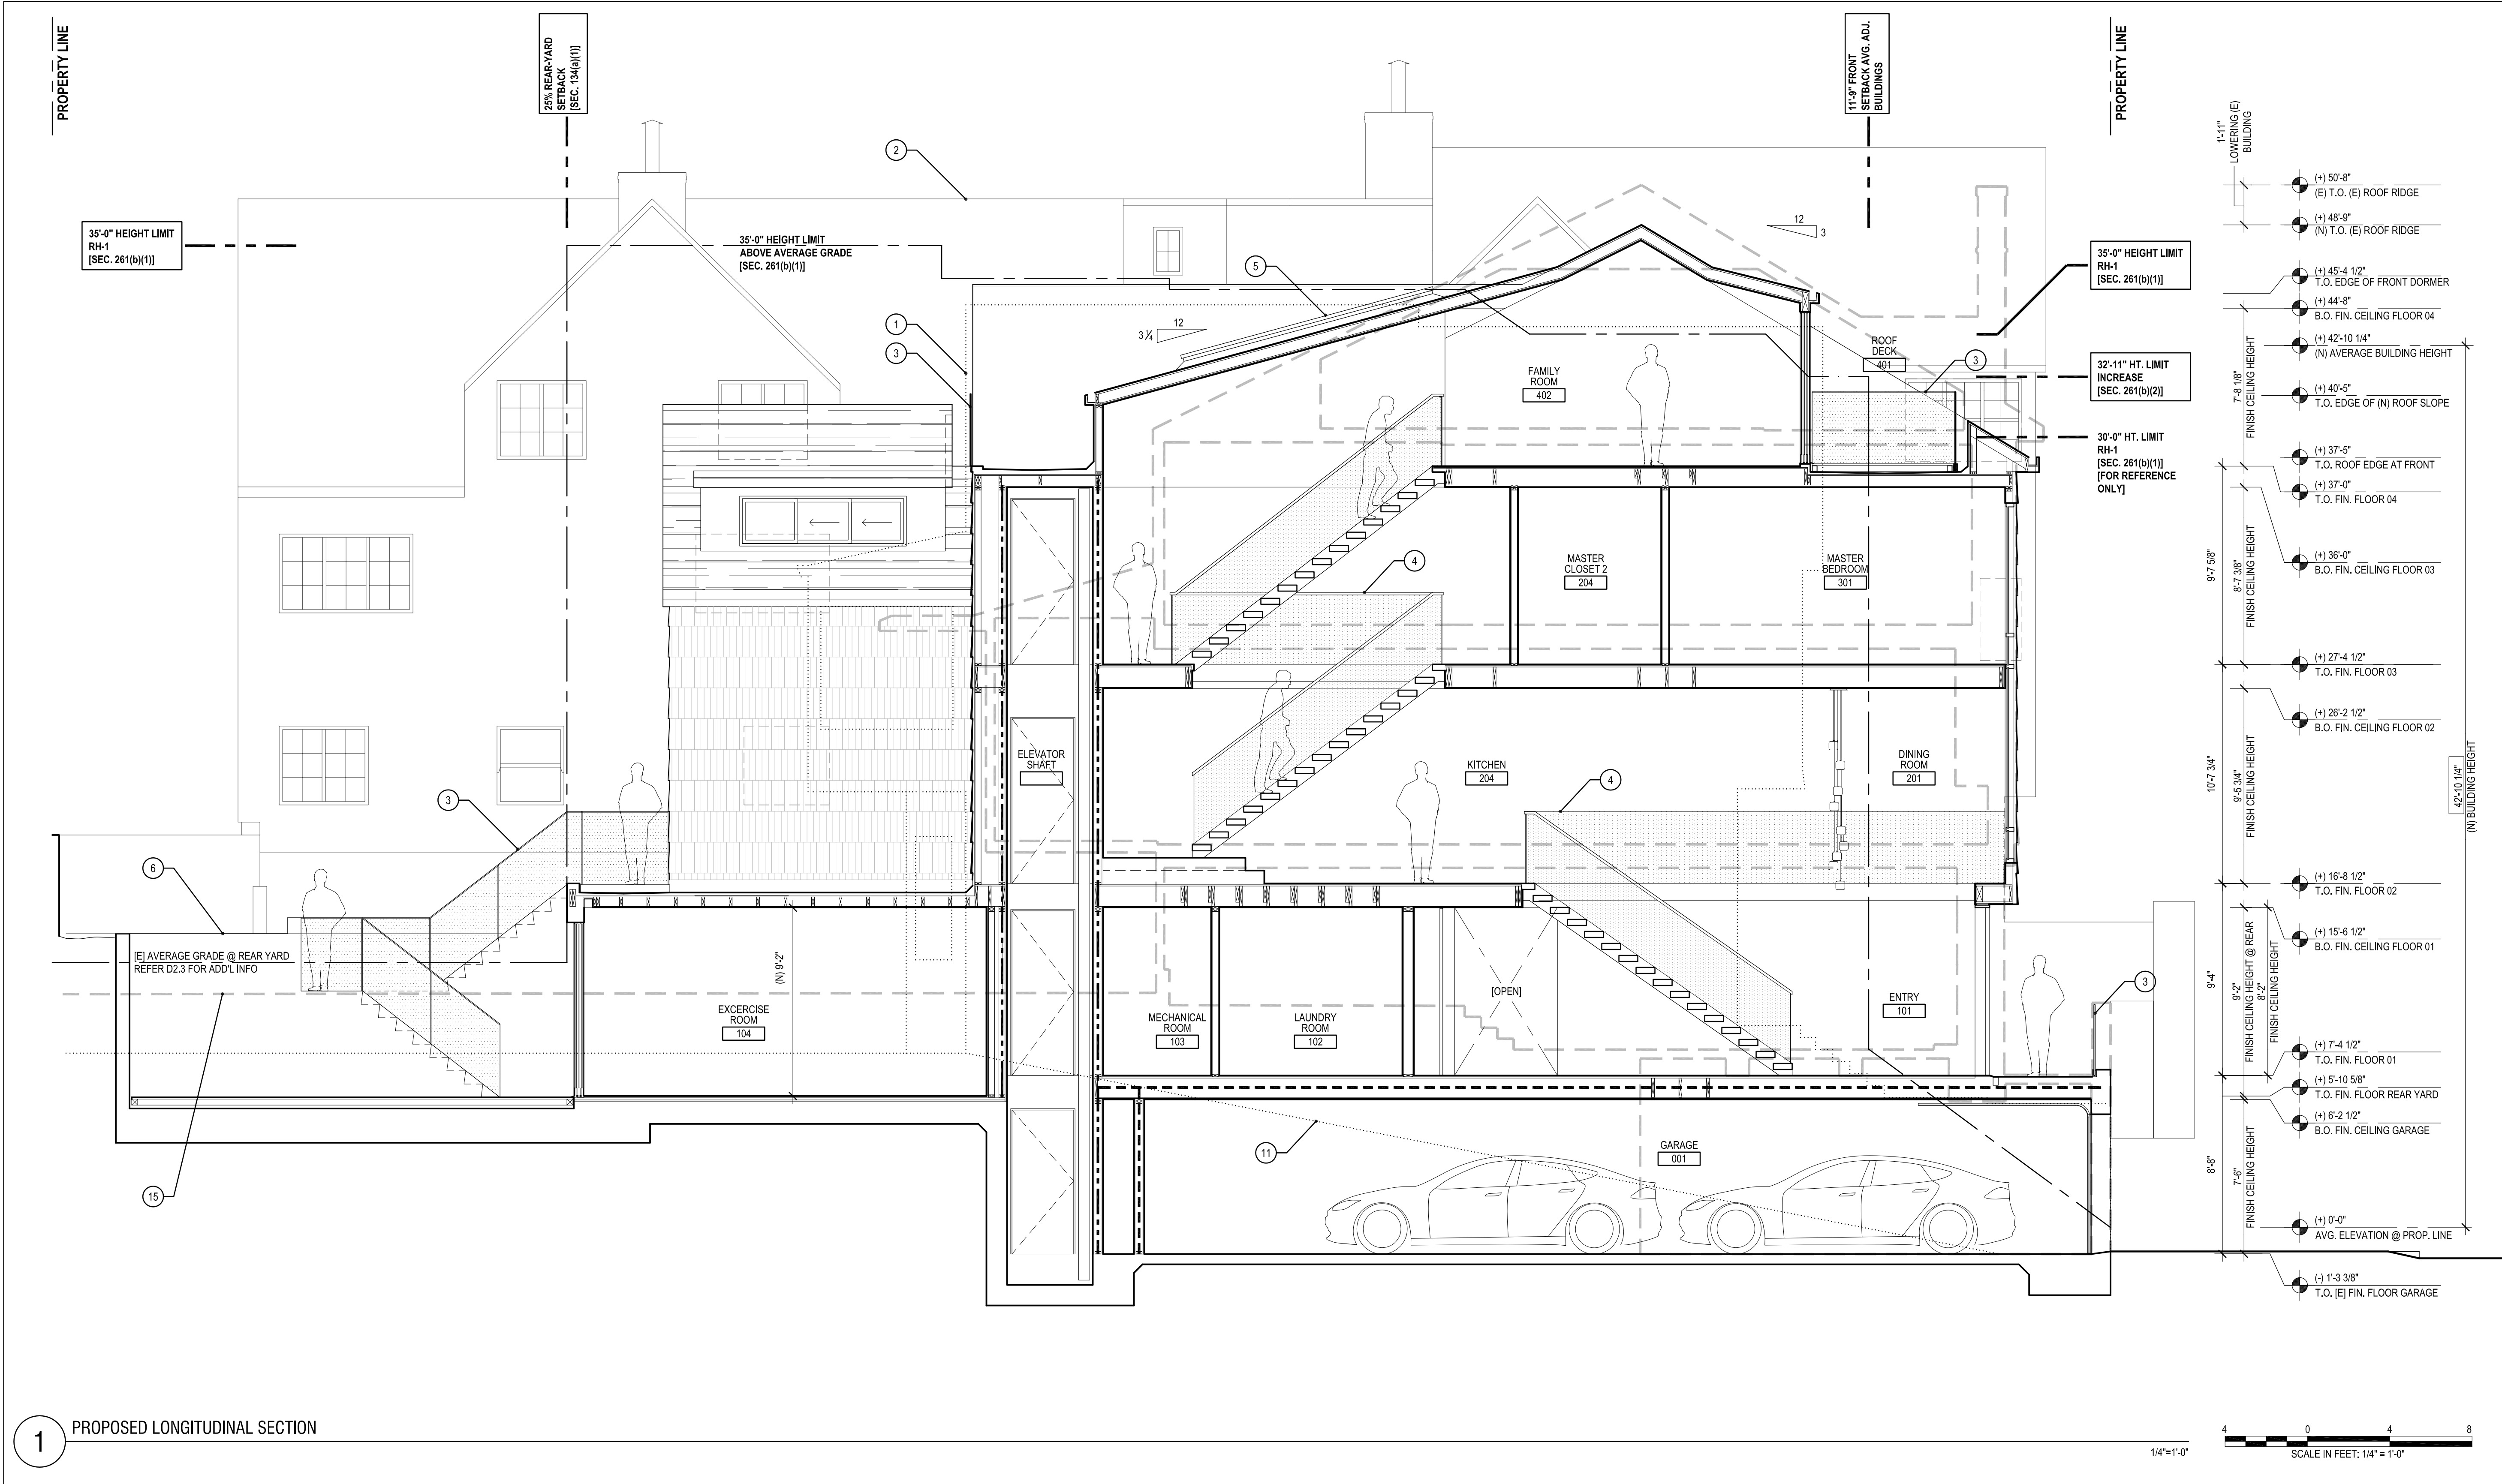 PROPERTY LINE
25% REAR-YARD
SETBACK
[SEC. 134(a)(1)]
11'-9" FRONT
SETBACK AVG. ADJ.
BUILDINGS
PROPERTY LINE
1'-11"
LOWERING (E)
BUILDING
35'-0" HEIGHT LIMIT
RH-1
[SEC. 261(b)(1)]
2
35'-0" HEIGHT LIMIT
ABOVE AVERAGE GRADE
[SEC. 261(b)(1)]
5
12
3
1
3
12
3 1/4
35'-0" HEIGHT LIMIT
RH-1
[SEC. 261(b)(1)]
ROOF
DECK
401
3
32'-11" HT. LIMIT
INCREASE
[SEC. 261(b)(2)]
FAMILY
ROOM
402
30'-0" HT. LIMIT
RH-1
[SEC. 261(b)(1)]
[FOR REFERENCE
ONLY]
4
MASTER
CLOSET 2
204
MASTER
BEDROOM
301
ELEVATOR
SHAFT
KITCHEN
204
4
DINING
ROOM
201
3
6
[E] AVERAGE GRADE @ REAR YARD
REFER D2.3 FOR ADD'L INFO
15
(N) 9'-2"
EXCERCISE
ROOM
104
MECHANICAL
ROOM
103
LAUNDRY
ROOM
102
[OPEN]
ENTRY
101
3
11
GARAGE
001
(+) 50'-8"
(E) T.O. (E) ROOF RIDGE
(+) 48'-9"
(N) T.O. (E) ROOF RIDGE
(+) 45'-4 1/2"
T.O. EDGE OF FRONT DORMER
(+) 44'-8"
B.O. FIN. CEILING FLOOR 04
(+) 42'-10 1/4"
(N) AVERAGE BUILDING HEIGHT
(+) 40'-5"
T.O. EDGE OF (N) ROOF SLOPE
(+) 37'-5"
T.O. ROOF EDGE AT FRONT
(+) 37'-0"
T.O. FIN. FLOOR 04
(+) 36'-0"
B.O. FIN. CEILING FLOOR 03
(+) 27'-4 1/2"
T.O. FIN. FLOOR 03
(+) 26'-2 1/2"
B.O. FIN. CEILING FLOOR 02
(+) 16'-8 1/2"
T.O. FIN. FLOOR 02
(+) 15'-6 1/2"
B.O. FIN. CEILING FLOOR 01
(+) 7'-4 1/2"
T.O. FIN. FLOOR 01
(+) 5'-10 5/8"
T.O. FIN. FLOOR REAR YARD
(+) 6'-2 1/2"
B.O. FIN. CEILING GARAGE
(+) 0'-0"
AVG. ELEVATION @ PROP. LINE
(-) 1'-3 3/8"
T.O. [E] FIN. FLOOR GARAGE
7'-8 1/8"
FINISH CEILING HEIGHT
9'-7 5/8"
8'-7 3/8"
FINISH CEILING HEIGHT
10'-7 3/4"
9'-5 3/4"
FINISH CEILING HEIGHT
9'-4"
9'-2"
FINISH CEILING HEIGHT @ REAR
8'-2"
FINISH CEILING HEIGHT
8'-8"
7'-6"
FINISH CEILING HEIGHT
42'-10 1/4"
(N) BUILDING HEIGHT
1
PROPOSED LONGITUDINAL SECTION
1/4"=1'-0"
4 0 4 8
SCALE IN FEET: 1/4" = 1'-0"